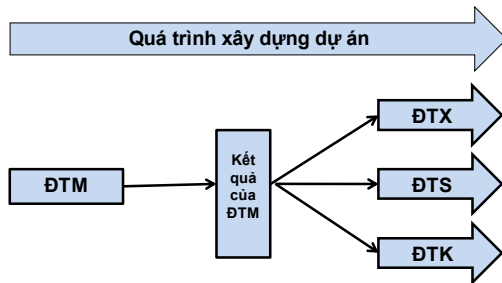 Quá trình xây dựng dự án
ĐTM
Kết
quả
của
ĐTM
ĐTX
ĐTS
ĐTK